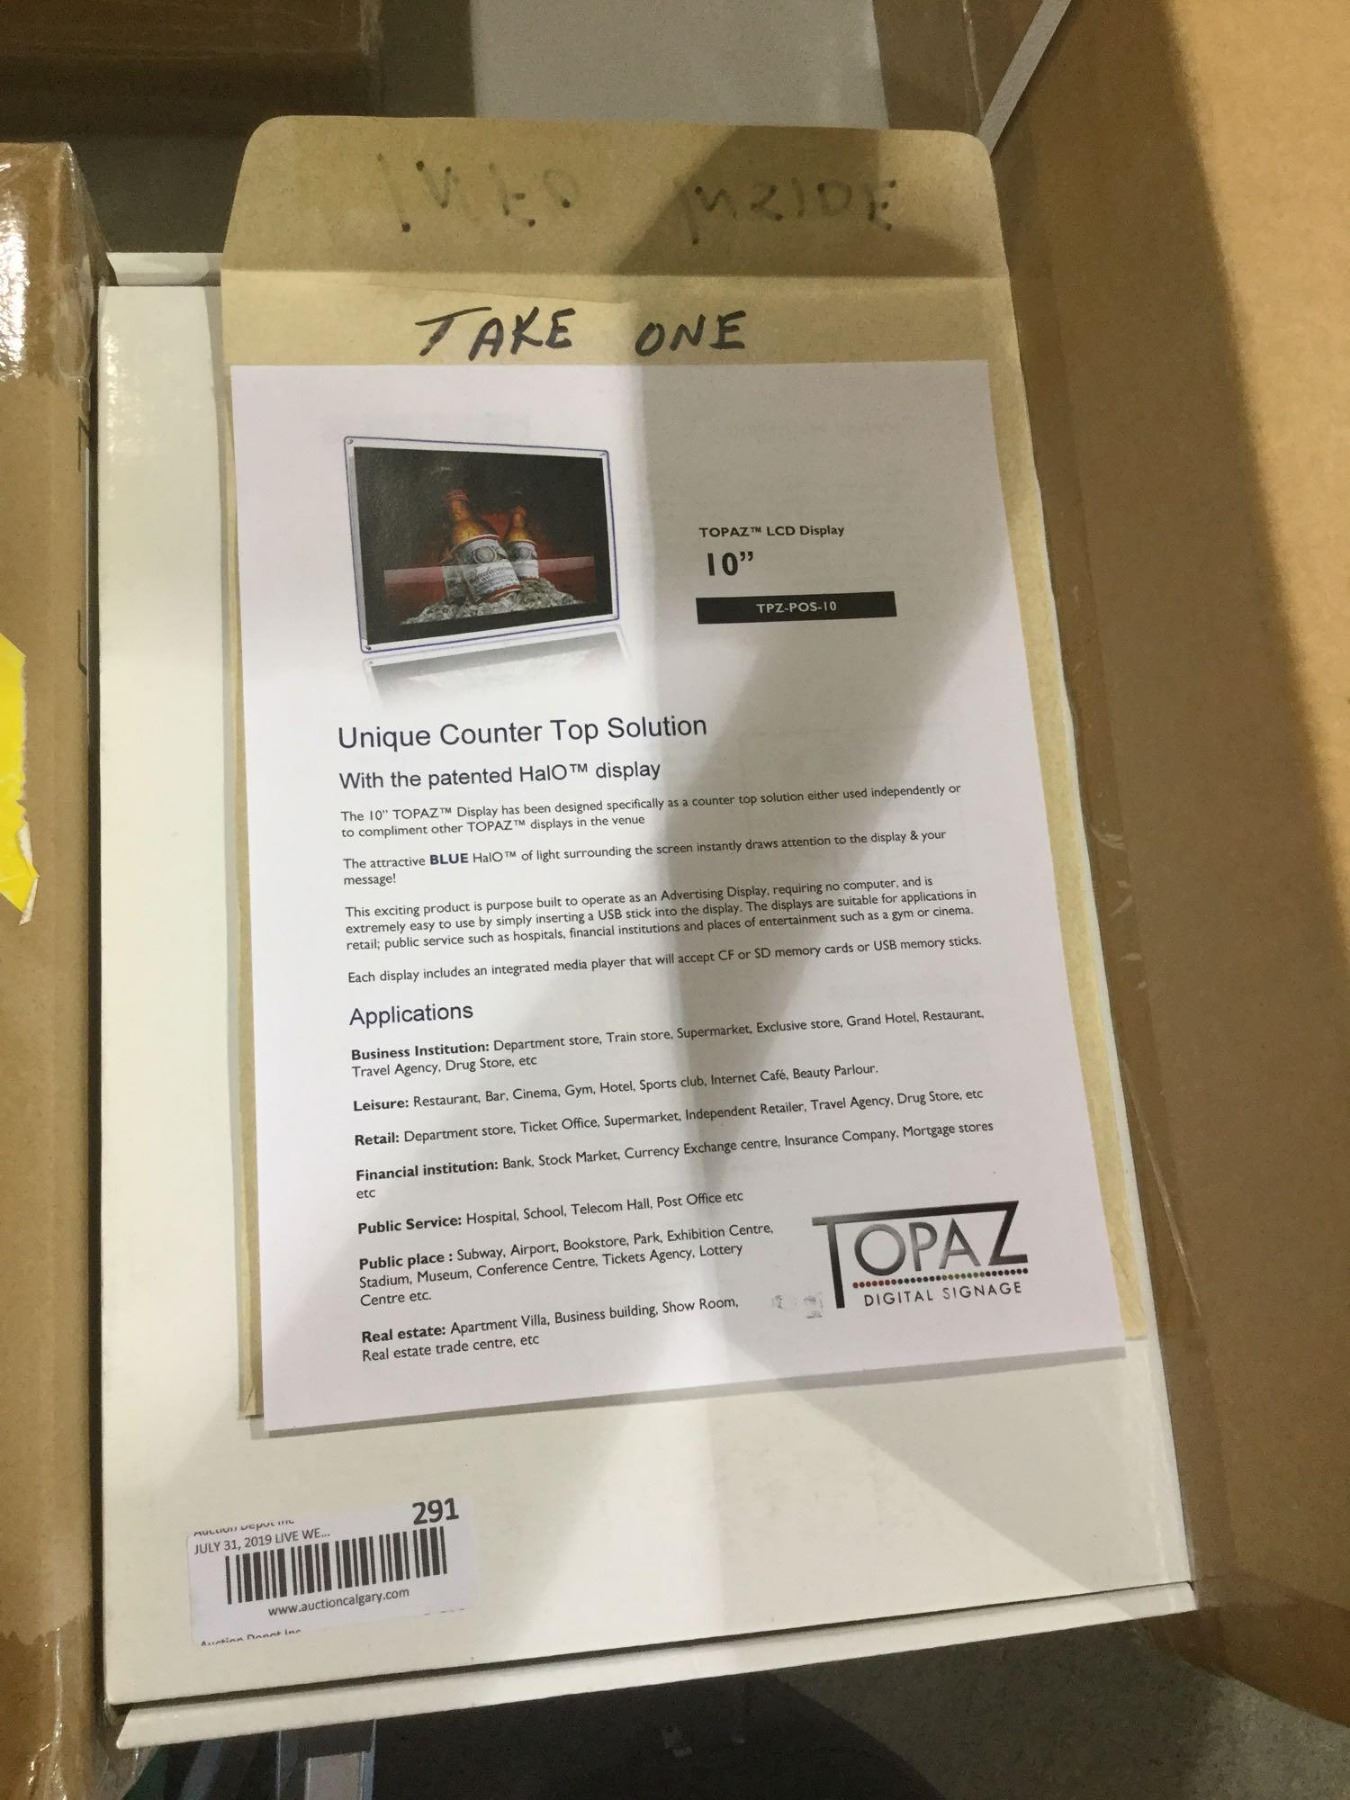 INFO INSIDE
TAKE ONE
TOPAZ™ LCD Display
10”
TPZ-POS-10
Unique Counter Top Solution
With the patented HalO™ display
The 10” TOPAZ™ Display has been designed specifically as a counter top solution either used independently or
to compliment other TOPAZ™ displays in the venue
The attractive BLUE HalO™ of light surrounding the screen instantly draws attention to the display & your
message!
This exciting product is purpose built to operate as an Advertising Display, requiring no computer, and is
extremely easy to use by simply inserting a USB stick into the display. The displays are suitable for applications in
retail; public service such as hospitals, financial institutions and places of entertainment such as a gym or cinema.
Each display includes an integrated media player that will accept CF or SD memory cards or USB memory sticks.
Applications
Business Institution: Department store, Train store, Supermarket, Exclusive store, Grand Hotel, Restaurant,
Travel Agency, Drug Store, etc
Leisure: Restaurant, Bar, Cinema, Gym, Hotel, Sports club, Internet Café, Beauty Parlour.
Retail: Department store, Ticket Office, Supermarket, Independent Retailer, Travel Agency, Drug Store, etc
Financial institution: Bank, Stock Market, Currency Exchange centre, Insurance Company, Mortgage stores
etc
Public Service: Hospital, School, Telecom Hall, Post Office etc
Public place : Subway, Airport, Bookstore, Park, Exhibition Centre,
Stadium, Museum, Conference Centre, Tickets Agency, Lottery
Centre etc.
Real estate: Apartment Villa, Business building, Show Room,
Real estate trade centre, etc
TOPAZ
DIGITAL SIGNAGE
Auction Depot Inc
291
JULY 31, 2019 LIVE WE...
www.auctioncalgary.com
Auction Depot Inc